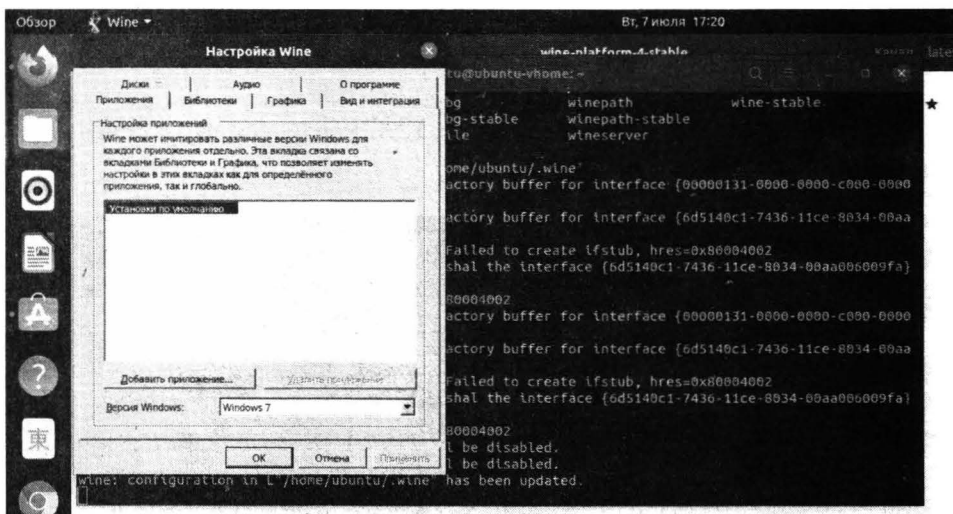 Обзор
Wine
Вт, 7 июля 17:20
Настройка Wine
wine-platform-4-stable
Канал late
tu@ubuntu-vhome: ~
Диски
Аудио
О программе
Приложения
Библиотеки
Графика
Вид и интеграция
Настройка приложений
Wine может имитировать различные версии Windows для
каждого приложения отдельно. Эта вкладка связана со
вкладками Библиотеки и Графика, что позволяет изменять
настройки в этих вкладках как для определённого
приложения, так и глобально.
Установки по умолчанию
Добавить приложение...
Удалить приложение
Версия Windows:
Windows 7
OK
Отмена
Применить
bg winepath wine-stable
bg-stable winepath-stable
ile wineserver
ome/ubuntu/.wine'
actory buffer for interface {00000131-0000-0000-c000-0000
actory buffer for interface {6d5140c1-7436-11ce-8034-00aa
Failed to create ifstub, hres=0x80004002
shal the interface {6d5140c1-7436-11ce-8034-00aa006009fa}
80004002
actory buffer for interface {00000131-0000-0000-c000-0000
actory buffer for interface {6d5140c1-7436-11ce-8034-00aa
Failed to create ifstub, hres=0x80004002
shal the interface {6d5140c1-7436-11ce-8034-00aa006009fa}
80004002
l be disabled.
l be disabled.
wine: configuration in L"/home/ubuntu/.wine" has been updated.
東